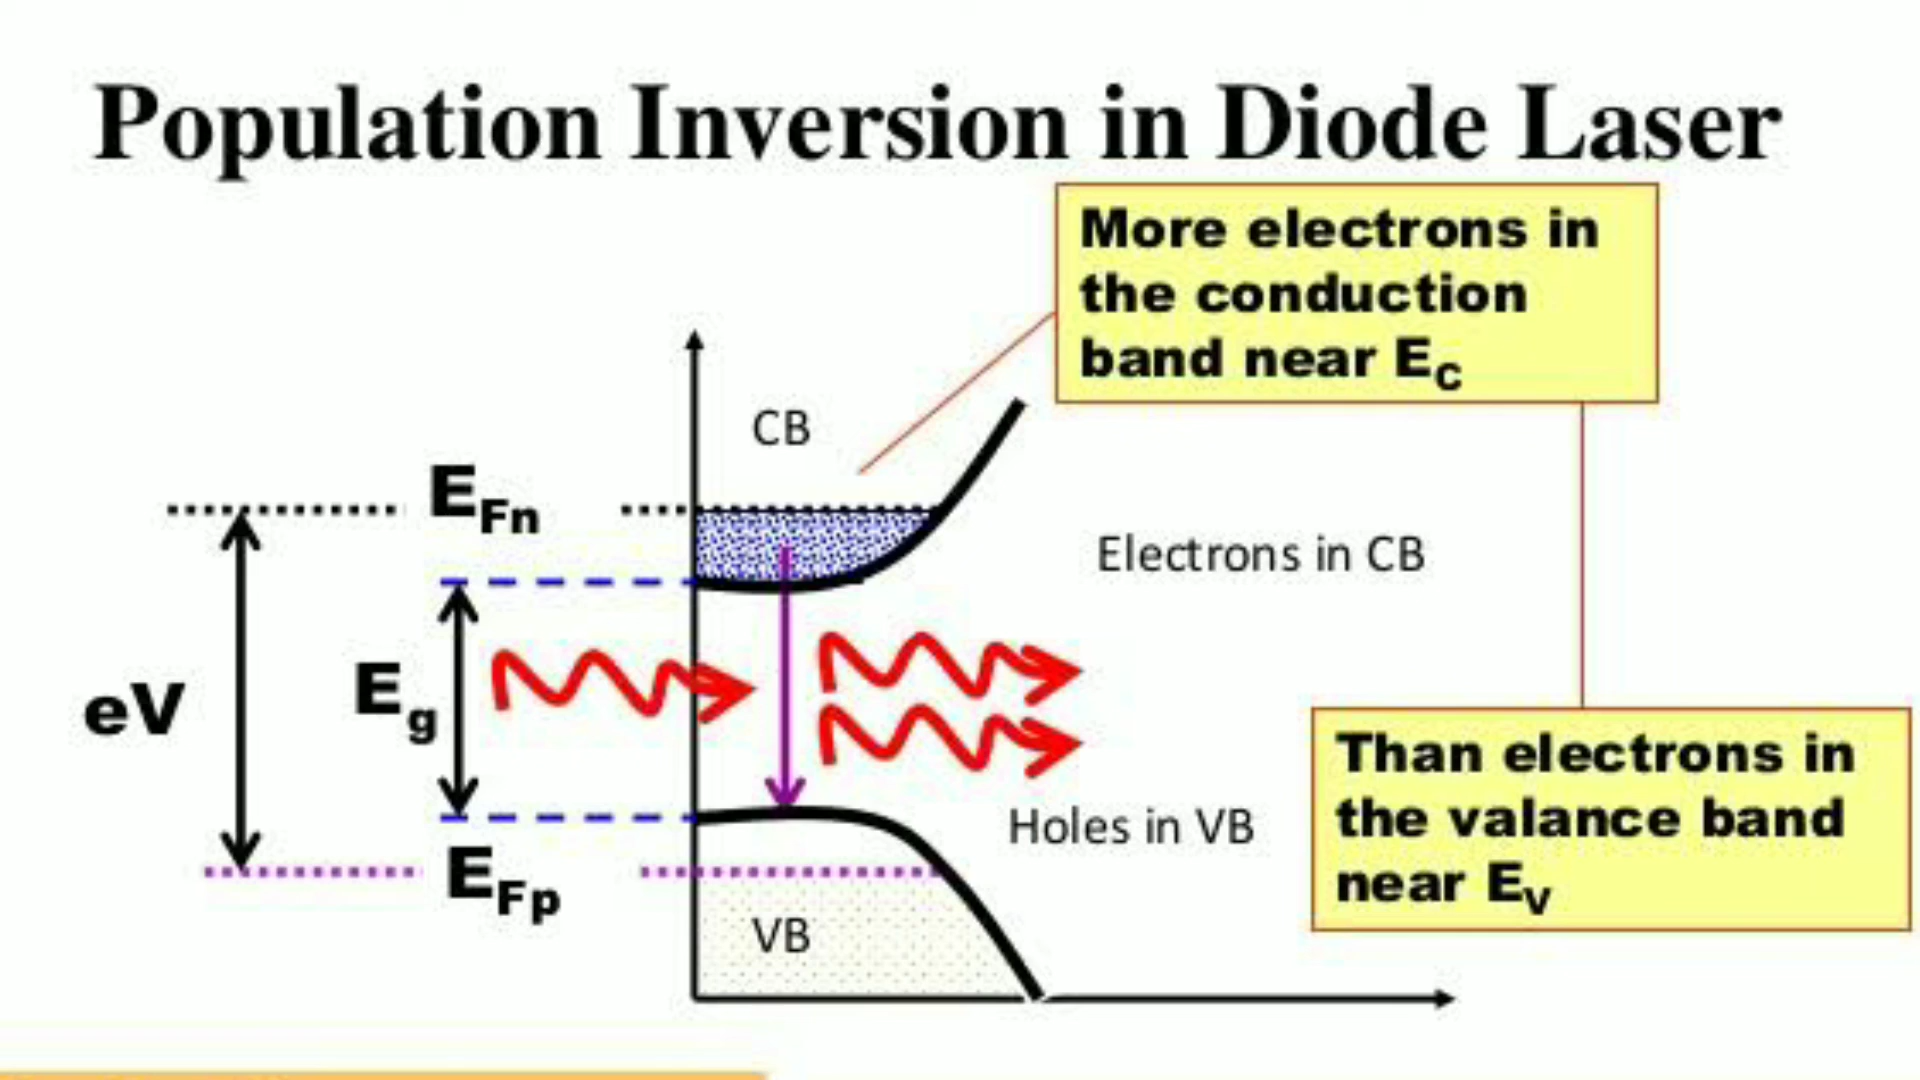 Population Inversion in Diode Laser
More electrons in
the conduction
band near EC
CB
EFn
Electrons in CB
eV
Eg
Than electrons in
the valance band
near EV
Holes in VB
EFp
VB